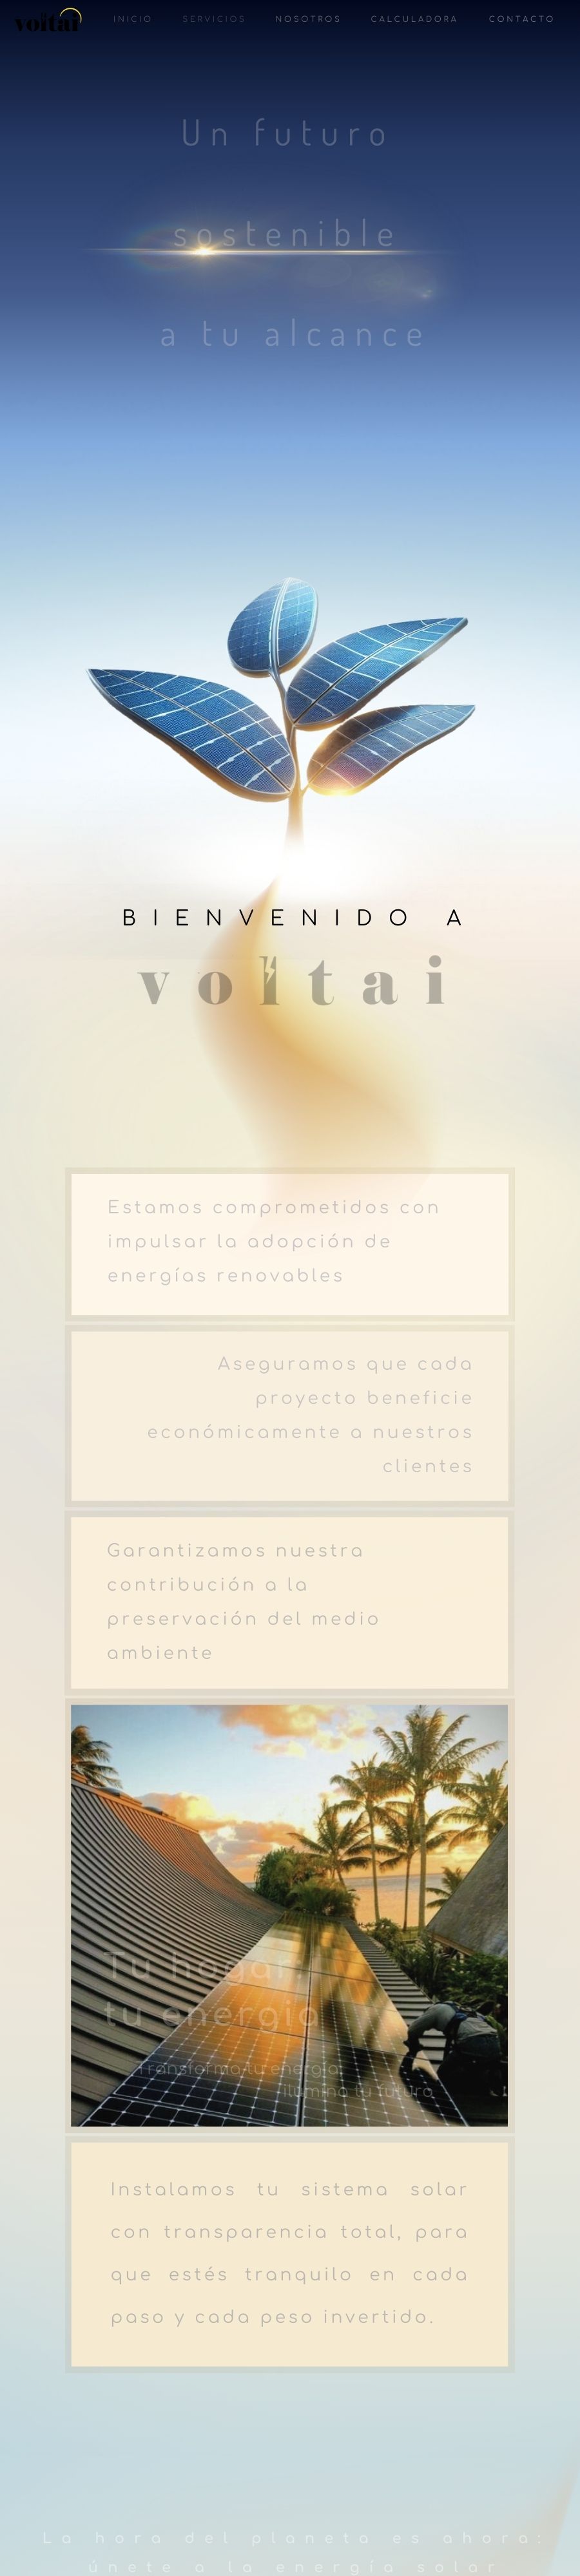 voltai INICIO SERVICIOS NOSOTROS CALCULADORA CONTACTO
Un futuro
sostenible
a tu alcance
BIENVENIDO A
voltai
Estamos comprometidos con
impulsar la adopción de
energías renovables
Aseguramos que cada
proyecto beneficie
económicamente a nuestros
clientes
Garantizamos nuestra
contribución a la
preservación del medio
ambiente
Tu hogar,
tu energía
Transforma tu energía,
ilumina tu futuro
Instalamos tu sistema solar
con transparencia total, para
que estés tranquilo en cada
paso y cada peso invertido.
La hora del planeta es ahora:
únete a la energía solar